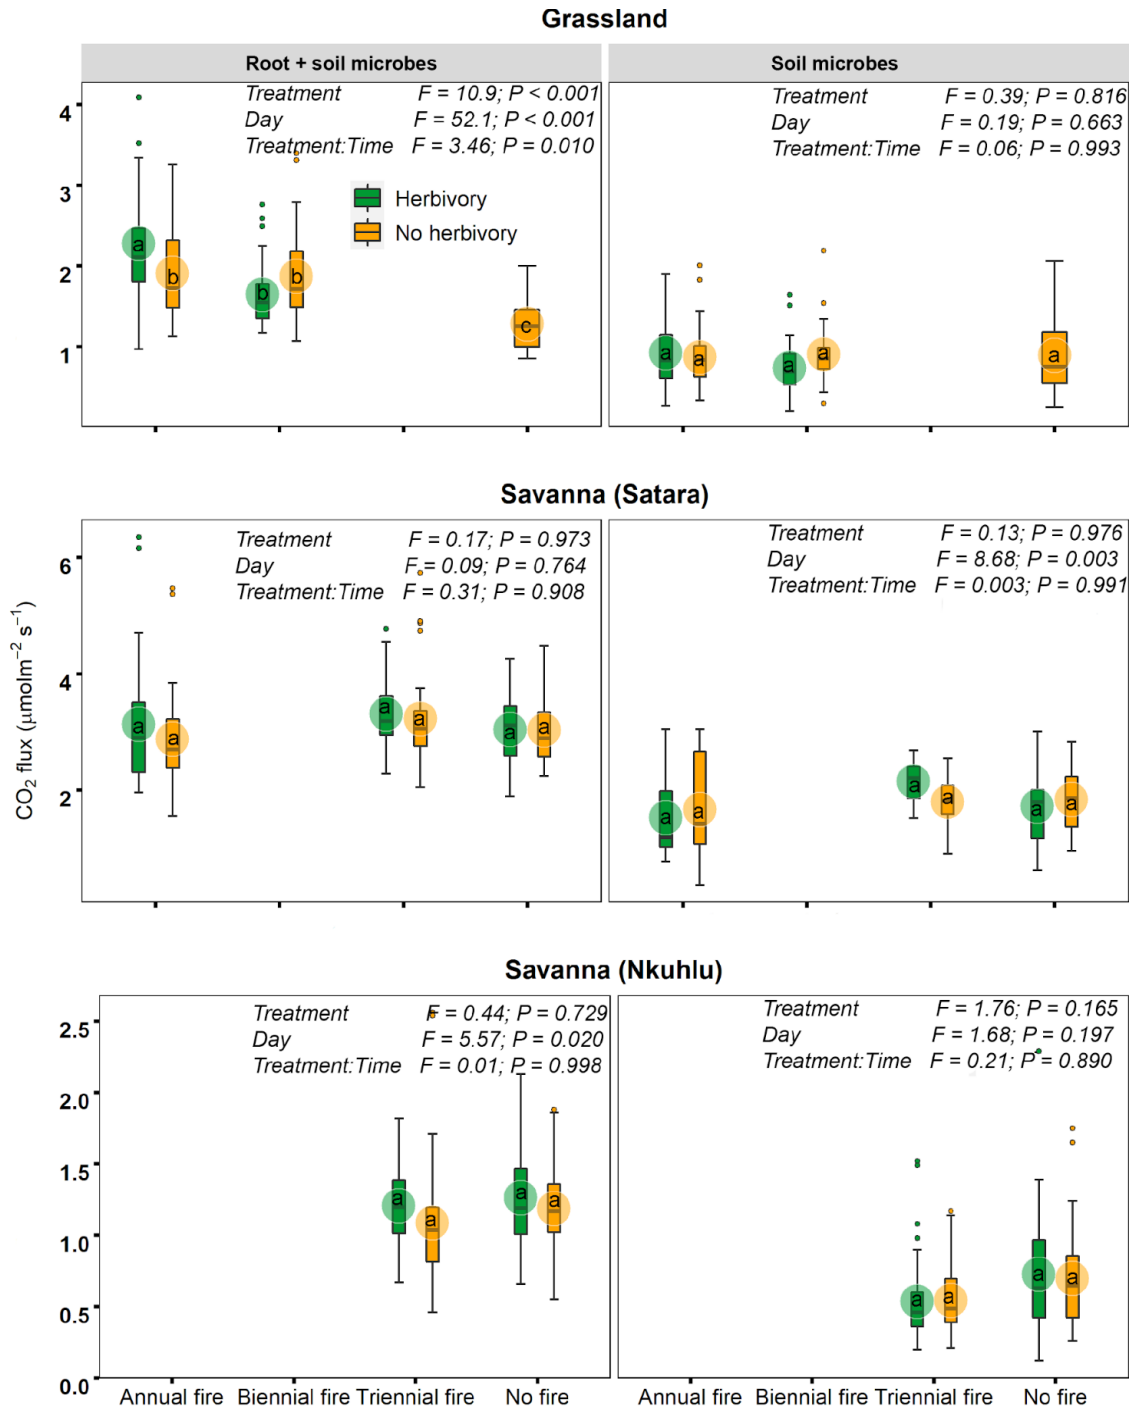 Grassland
Root + soil microbes
Soil microbes
Treatment F = 10.9; P < 0.001
Day F = 52.1; P < 0.001
Treatment:Time F = 3.46; P = 0.010
Treatment F = 0.39; P = 0.816
Day F = 0.19; P = 0.663
Treatment:Time F = 0.06; P = 0.993
Herbivory
No herbivory
4
3
2
1
a b b b c
a a a a a
Savanna (Satara)
Treatment F = 0.17; P = 0.973
Day F = 0.09; P = 0.764
Treatment:Time F = 0.31; P = 0.908
Treatment F = 0.13; P = 0.976
Day F = 8.68; P = 0.003
Treatment:Time F = 0.003; P = 0.991
6
4
2
a a a a a a
a a a a a a
CO₂ flux (μmolm⁻² s⁻¹)
Savanna (Nkuhlu)
Treatment F = 0.44; P = 0.729
Day F = 5.57; P = 0.020
Treatment:Time F = 0.01; P = 0.998
Treatment F = 1.76; P = 0.165
Day F = 1.68; P = 0.197
Treatment:Time F = 0.21; P = 0.890
2.5
2.0
1.5
1.0
0.5
0.0
a a a a
a a a a
Annual fire Biennial fire Triennial fire No fire
Annual fire Biennial fire Triennial fire No fire